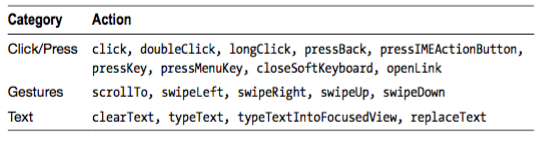 Category Action
Click/Press click, doubleClick, longClick, pressBack, pressIMEActionButton,
pressKey, pressMenuKey, closeSoftKeyboard, openLink
Gestures scrollTo, swipeLeft, swipeRight, swipeUp, swipeDown
Text clearText, typeText, typeTextIntoFocusedView, replaceText